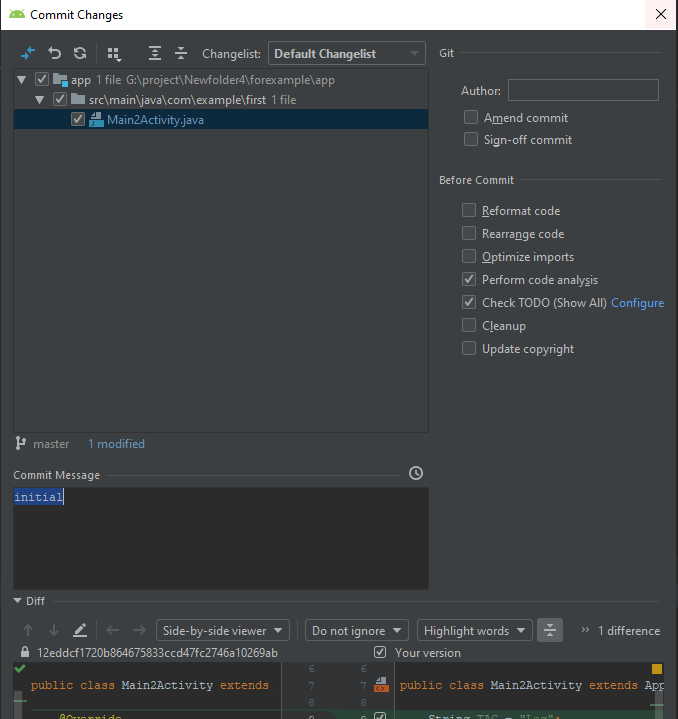 Commit Changes
Changelist: Default Changelist
app 1 file G:\project\Newfolder4\forexample\app
src\main\java\com\example\first 1 file
Main2Activity.java
master 1 modified
Commit Message
initial
Git
Author:
Amend commit
Sign-off commit
Before Commit
Reformat code
Rearrange code
Optimize imports
Perform code analysis
Check TODO (Show All) Configure
Cleanup
Update copyright
Diff
Side-by-side viewer Do not ignore Highlight words 1 difference
12eddcf1720b864675833ccd47fc2746a10269ab Your version
6 6
public class Main2Activity extends 7 7 public class Main2Activity extends App
8 8
@Override 9 9 String TAG = "Log";